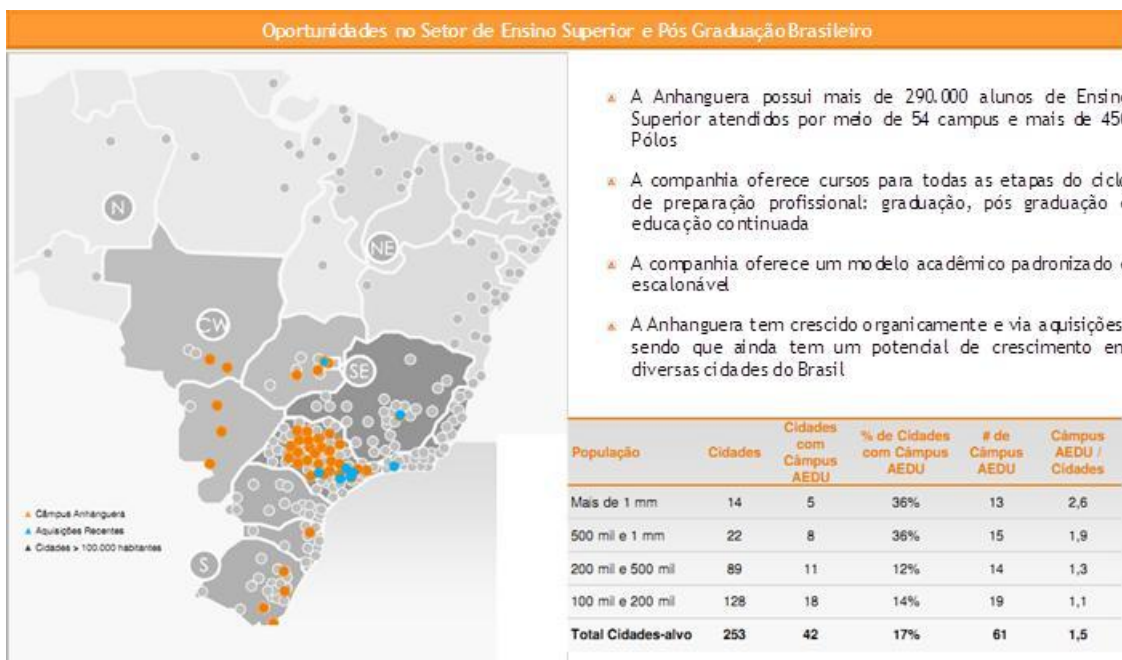 Oportunidades no Setor de Ensino Superior e Pós Graduação Brasileiro
N
NE
CW
SE
S
Câmpus Anhanguera
Aquisições Recentes
Cidades > 100.000 habitantes
A Anhanguera possui mais de 290.000 alunos de Ensino
Superior atendidos por meio de 54 campus e mais de 450
Pólos
A companhia oferece cursos para todas as etapas do ciclo
de preparação profissional: graduação, pós graduação e
educação continuada
A companhia oferece um modelo acadêmico padronizado e
escalonável
A Anhanguera tem crescido organicamente e via aquisições,
sendo que ainda tem um potencial de crescimento em
diversas cidades do Brasil
População Cidades Cidades com Câmpus AEDU % de Cidades com Câmpus AEDU # de Câmpus AEDU Câmpus AEDU / Cidades
Mais de 1 mm 14 5 36% 13 2,6
500 mil e 1 mm 22 8 36% 15 1,9
200 mil e 500 mil 89 11 12% 14 1,3
100 mil e 200 mil 128 18 14% 19 1,1
Total Cidades-alvo 253 42 17% 61 1,5